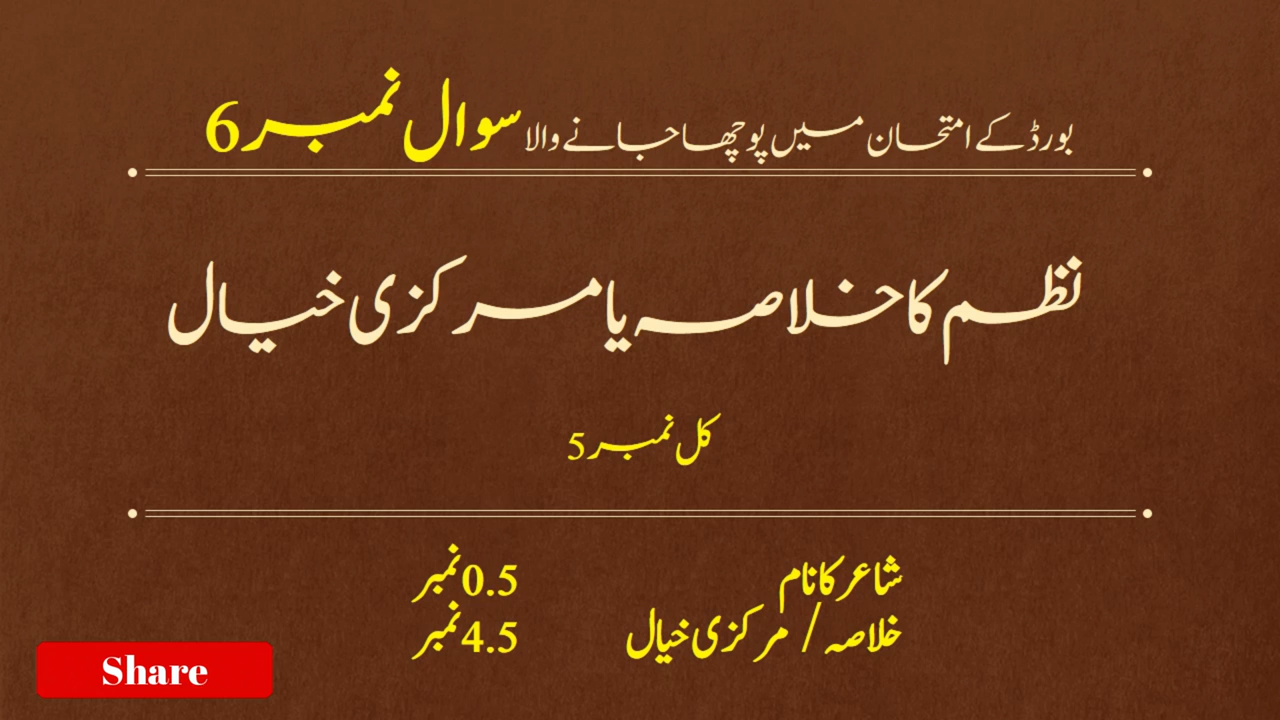 بورڈ کے امتحان میں پوچھا جانے والا سوال نمبر 6
نظم کا خلاصہ یا مرکزی خیال
کل نمبر 5
شاعر کا نام 0.5 نمبر
خلاصہ / مرکزی خیال 4.5 نمبر
Share